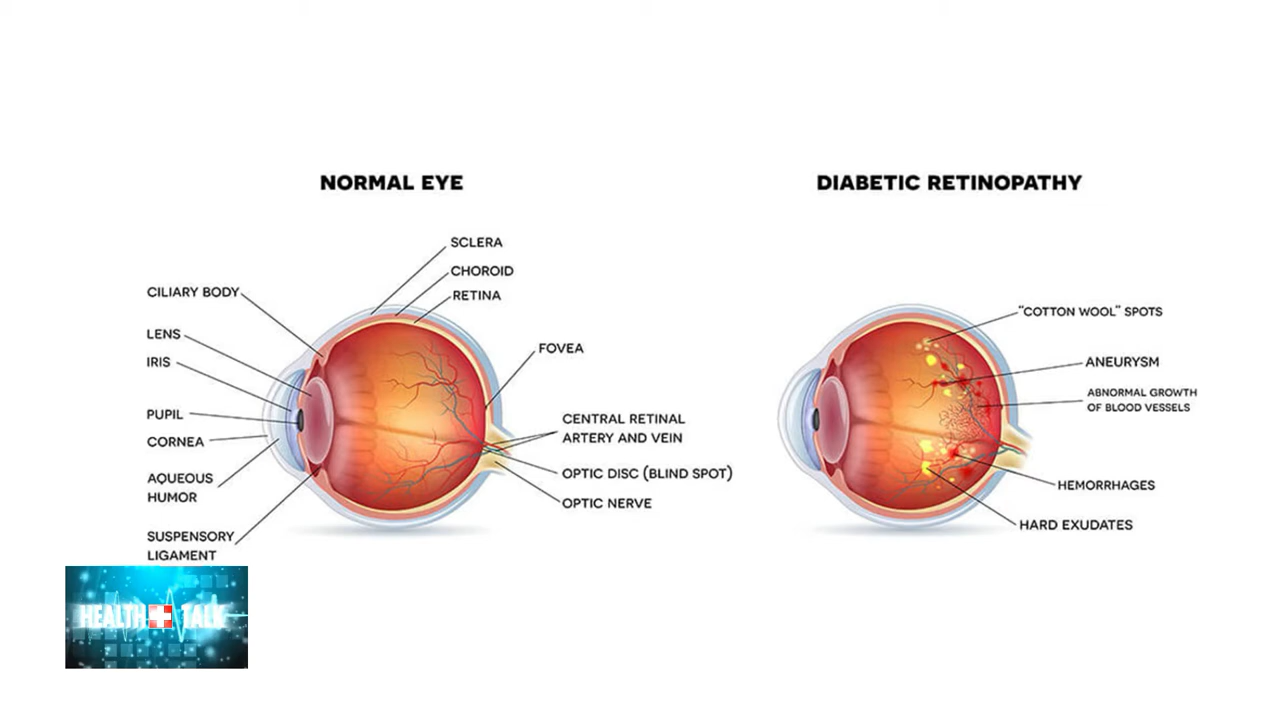 NORMAL EYE
SCLERA
CHOROID
RETINA
CILIARY BODY
LENS
IRIS
PUPIL
CORNEA
AQUEOUS
HUMOR
SUSPENSORY
LIGAMENT
FOVEA
CENTRAL RETINAL
ARTERY AND VEIN
OPTIC DISC (BLIND SPOT)
OPTIC NERVE
DIABETIC RETINOPATHY
"COTTON WOOL" SPOTS
ANEURYSM
ABNORMAL GROWTH
OF BLOOD VESSELS
HEMORRHAGES
HARD EXUDATES
HEALTH TALK